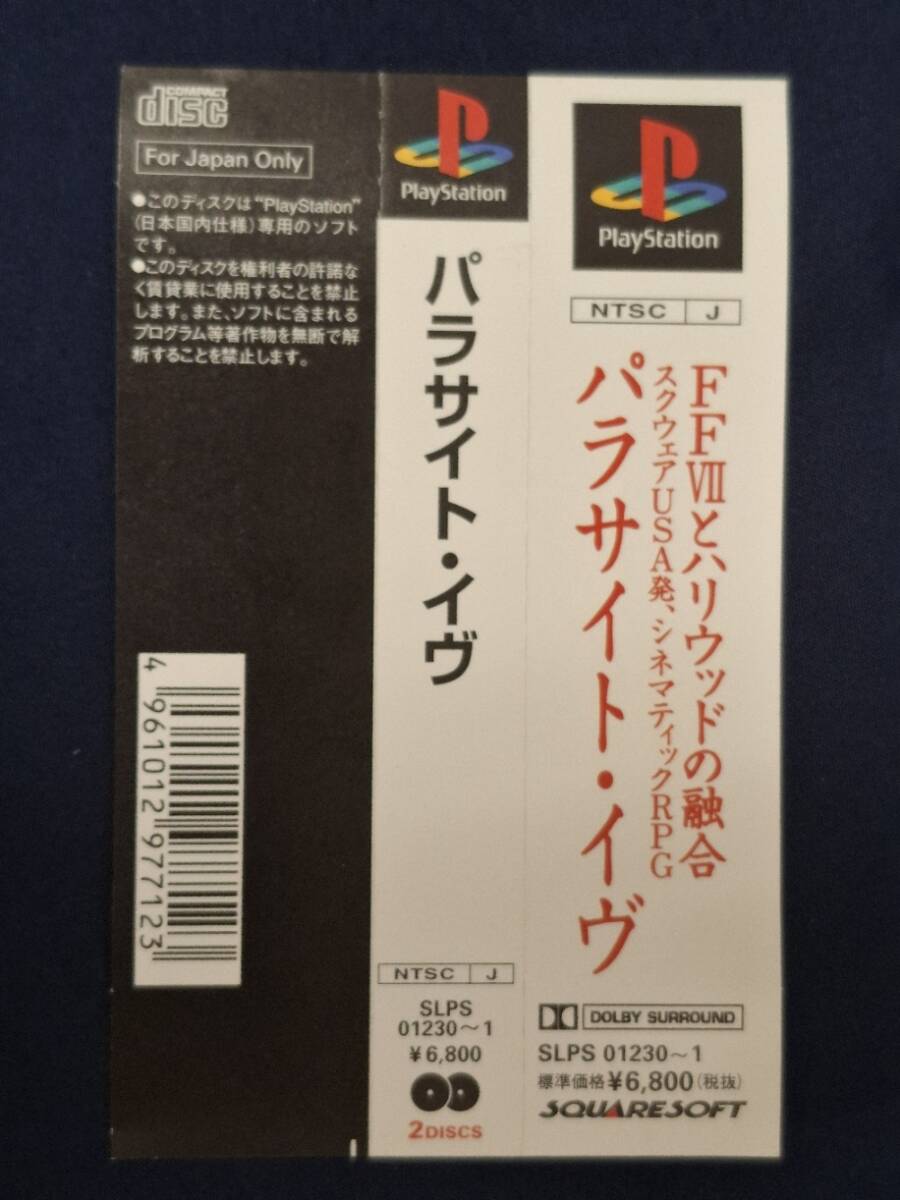 COMPACT
disc
For Japan Only
●このディスクは“PlayStation”
(日本国内仕様)専用のソフト
です。
●このディスクを権利者の許諾な
く賃貸業に使用することを禁止
します。また、ソフトに含まれる
プログラム等著作物を無断で解
析することを禁止します。
4 961012 977123
PlayStation
パラサイト・イヴ
NTSC J
SLPS
01230〜1
¥6,800
2DISCS
PlayStation
NTSC J
FFⅦとハリウッドの融合
スクウェアUSA発、シネマティックRPG
パラサイト・イヴ
DOLBY SURROUND
SLPS 01230〜1
標準価格¥6,800(税抜)
SQUARESOFT